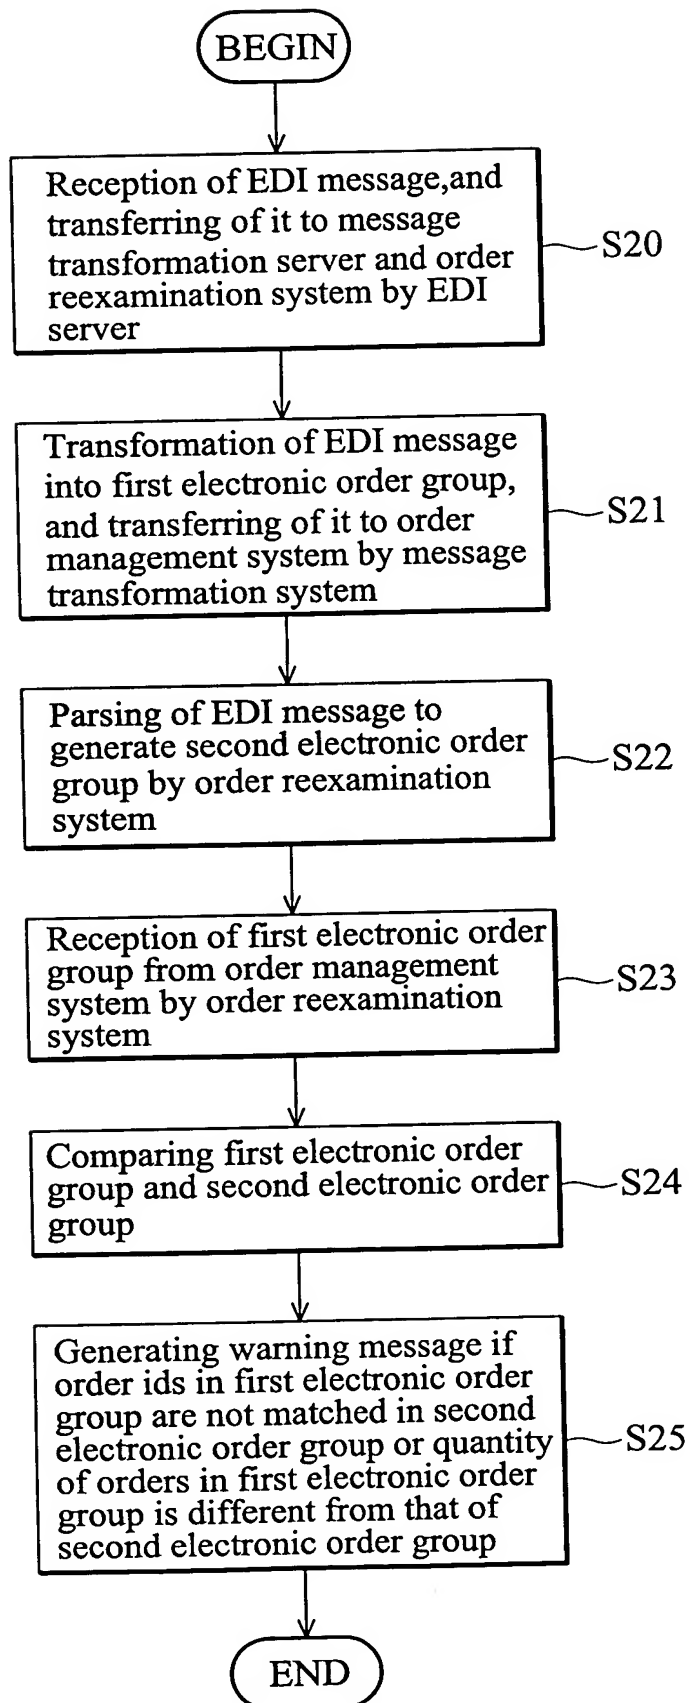 BEGIN
Reception of EDI message,and
transferring of it to message
transformation server and order
reexamination system by EDI
server
S20
Transformation of EDI message
into first electronic order group,
and transferring of it to order
management system by message
transformation system
S21
Parsing of EDI message to
generate second electronic order
group by order reexamination
system
S22
Reception of first electronic order
group from order management
system by order reexamination
system
S23
Comparing first electronic order
group and second electronic order
group
S24
Generating warning message if
order ids in first electronic order
group are not matched in second
electronic order group or quantity
of orders in first electronic order
group is different from that of
second electronic order group
S25
END